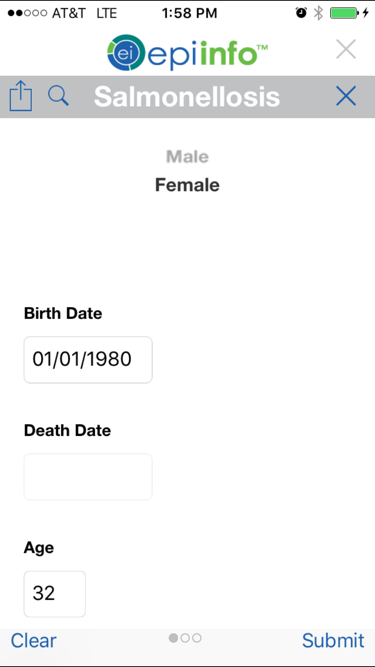 AT&T LTE 1:58 PM
ei epiinfo™
Salmonellosis
Male
Female
Birth Date
01/01/1980
Death Date
Age
32
Clear Submit